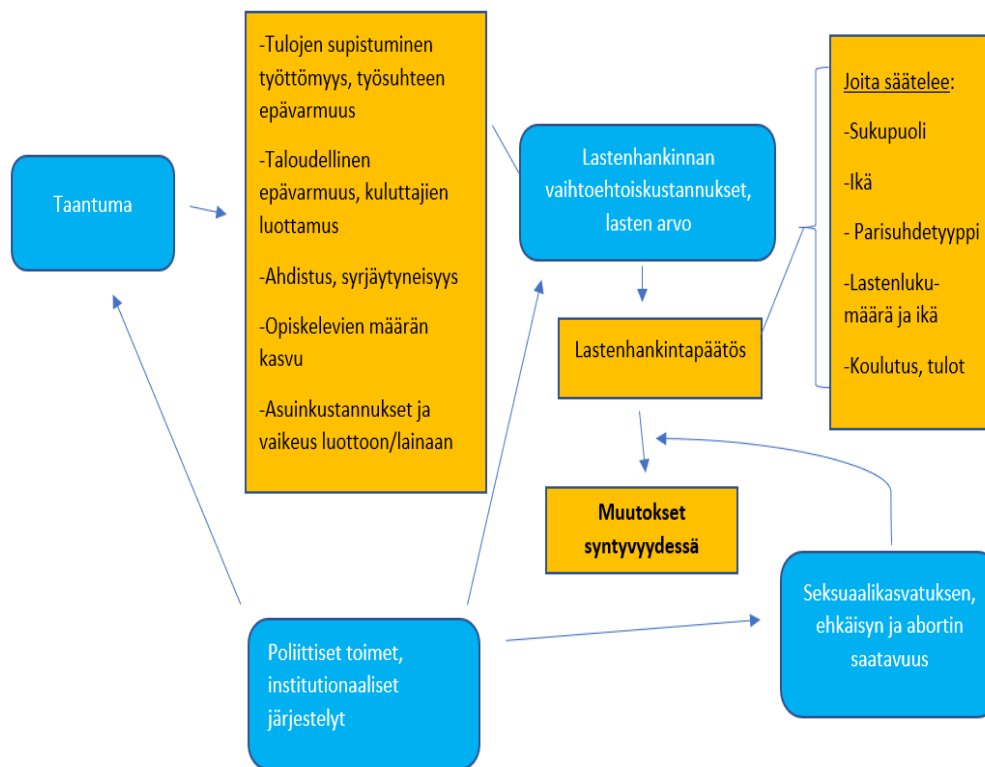 Taantuma
-Tulojen supistuminen
työttömyys, työsuhteen
epävarmuus
-Taloudellinen
epävarmuus, kuluttajien
luottamus
-Ahdistus, syrjäytyneisyys
-Opiskelevien määrän
kasvu
-Asuinkustannukset ja
vaikeus luottoon/lainaan
Lastenhankinnan
vaihtoehtoiskustannukset,
lasten arvo
Lastenhankintapäätös
Muutokset
syntyvyydessä
Joita säätelee:
-Sukupuoli
-Ikä
- Parisuhdetyyppi
-Lastenluku-
määrä ja ikä
-Koulutus, tulot
Poliittiset toimet,
institutionaaliset
järjestelyt
Seksuaalikasvatuksen,
ehkäisyn ja abortin
saatavuus